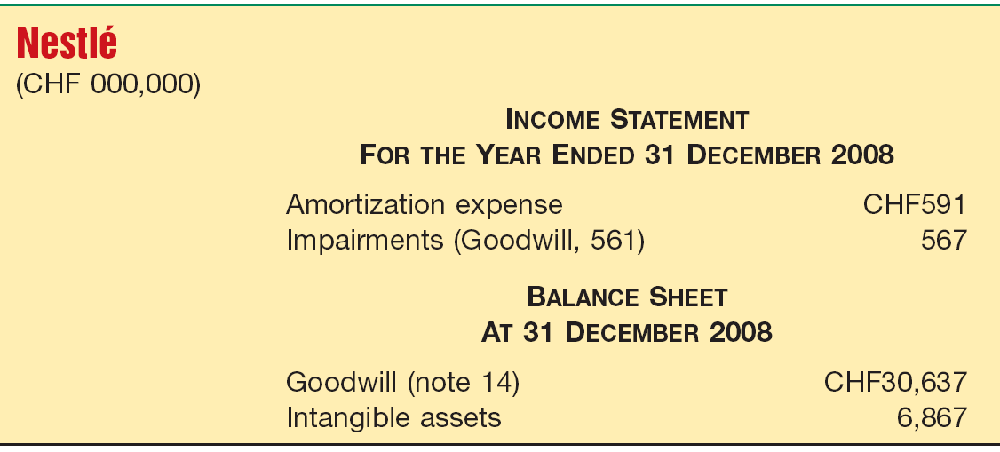 Nestlé
(CHF 000,000)
INCOME STATEMENT
FOR THE YEAR ENDED 31 DECEMBER 2008
Amortization expense CHF591
Impairments (Goodwill, 561) 567
BALANCE SHEET
AT 31 DECEMBER 2008
Goodwill (note 14) CHF30,637
Intangible assets 6,867